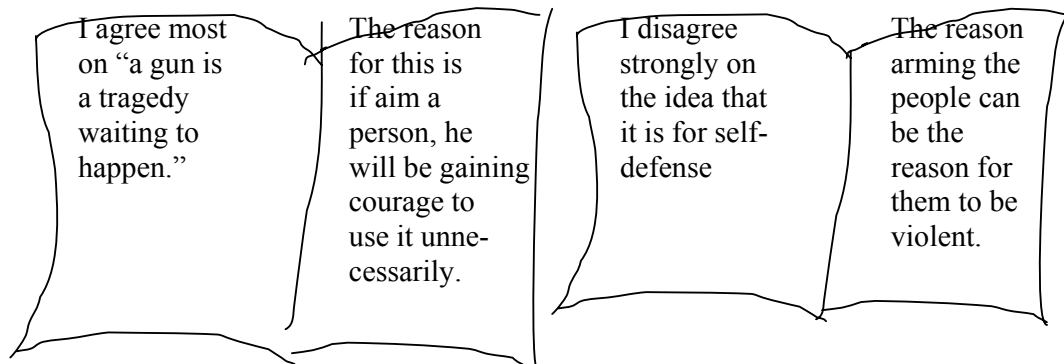 I agree most
on “a gun is
a tragedy
waiting to
happen.”
The reason
for this is
if aim a
person, he
will be gaining
courage to
use it unne-
cessarily.
I disagree
strongly on
the idea that
it is for self-
defense
The reason
arming the
people can
be the
reason for
them to be
violent.